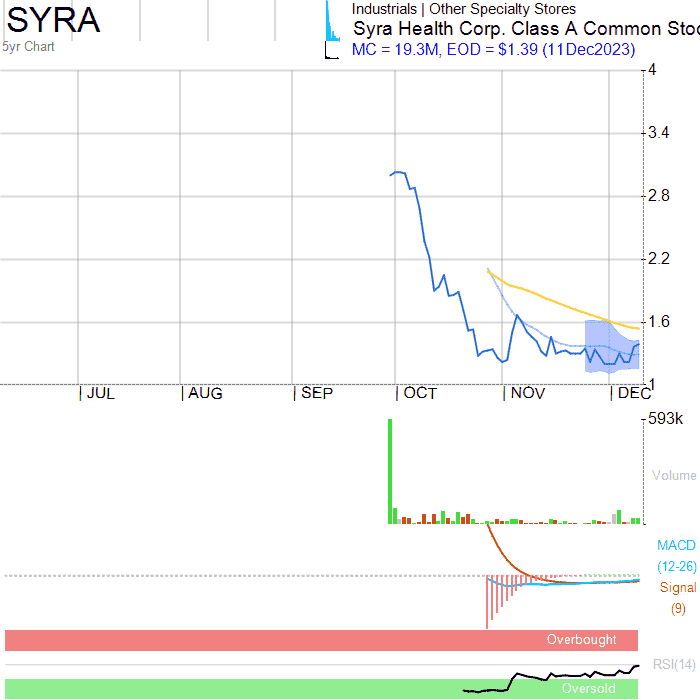 SYRA
5yr Chart
Industrials | Other Specialty Stores
Syra Health Corp. Class A Common Stoc
MC = 19.3M, EOD = $1.39 (11Dec2023)
4
3.4
2.8
2.2
1.6
1
JUL AUG SEP OCT NOV DEC
593k
Volume
MACD
(12-26)
Signal
(9)
Overbought
RSI(14)
Oversold